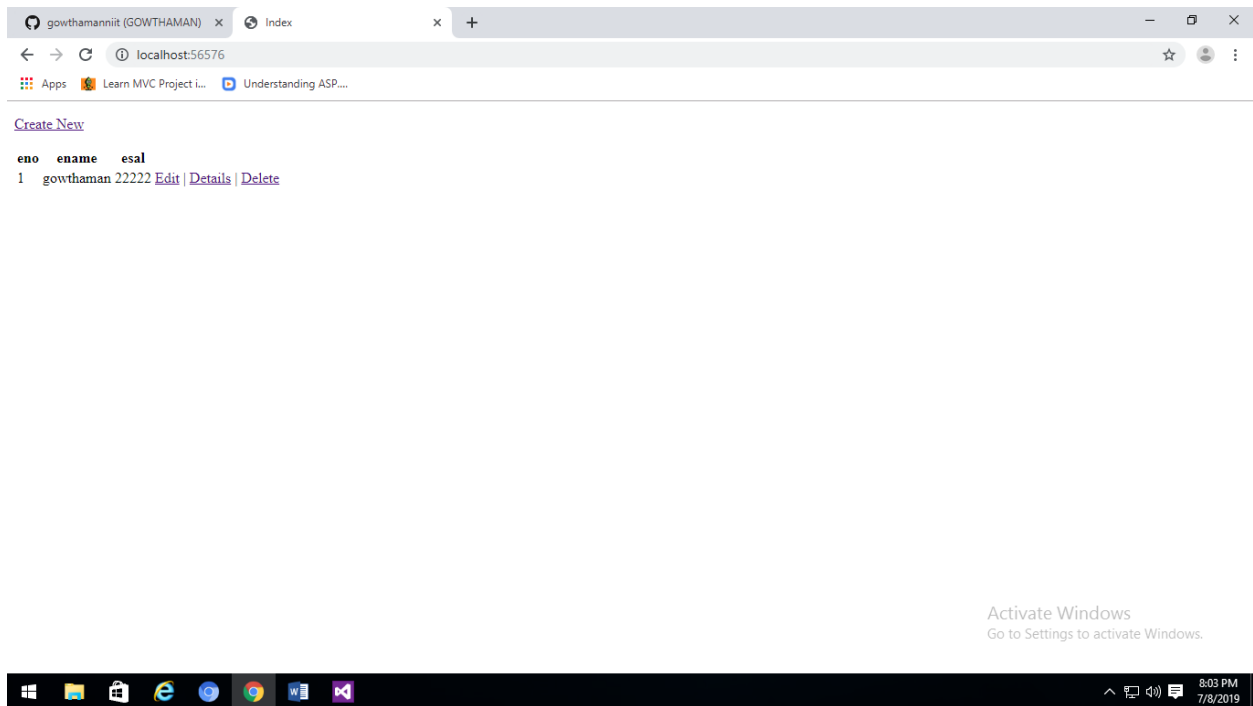 gowthamanniit (GOWTHAMAN)
Index
localhost:56576
Apps Learn MVC Project i... Understanding ASP....
Create New
eno ename esal
1 gowthaman 22222 Edit | Details | Delete
Activate Windows
Go to Settings to activate Windows.
8:03 PM
7/8/2019